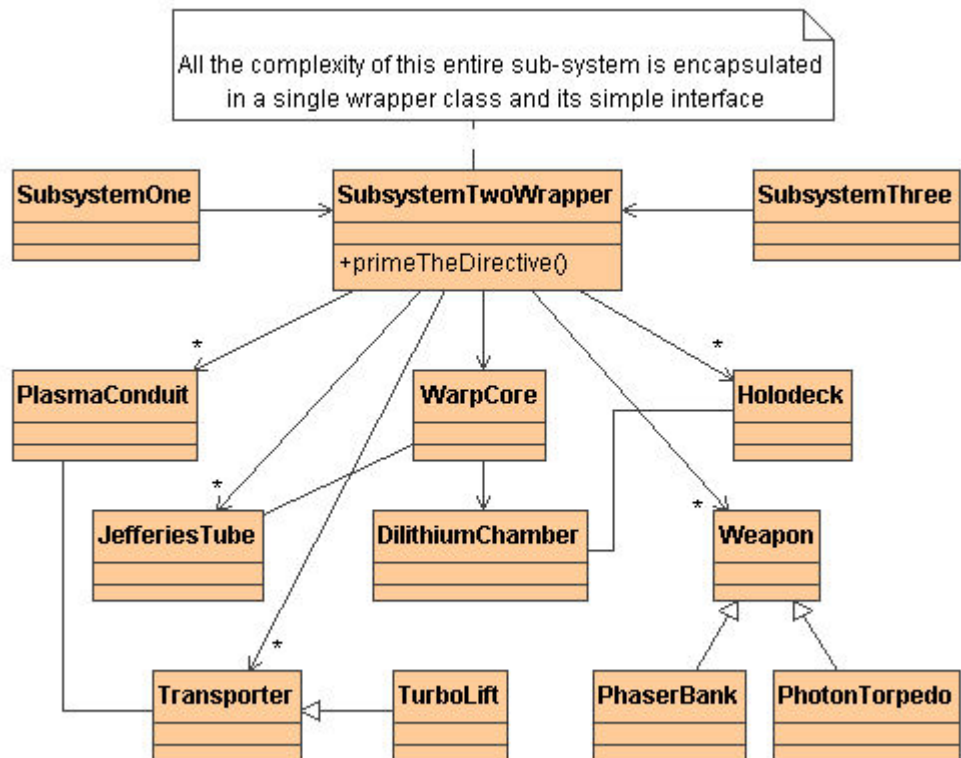 All the complexity of this entire sub-system is encapsulated
in a single wrapper class and its simple interface
SubsystemOne
SubsystemTwoWrapper
SubsystemThree
+primeTheDirective()
*
*
PlasmaConduit
WarpCore
Holodeck
*
*
JefferiesTube
DilithiumChamber
Weapon
*
Transporter
TurboLift
PhaserBank
PhotonTorpedo